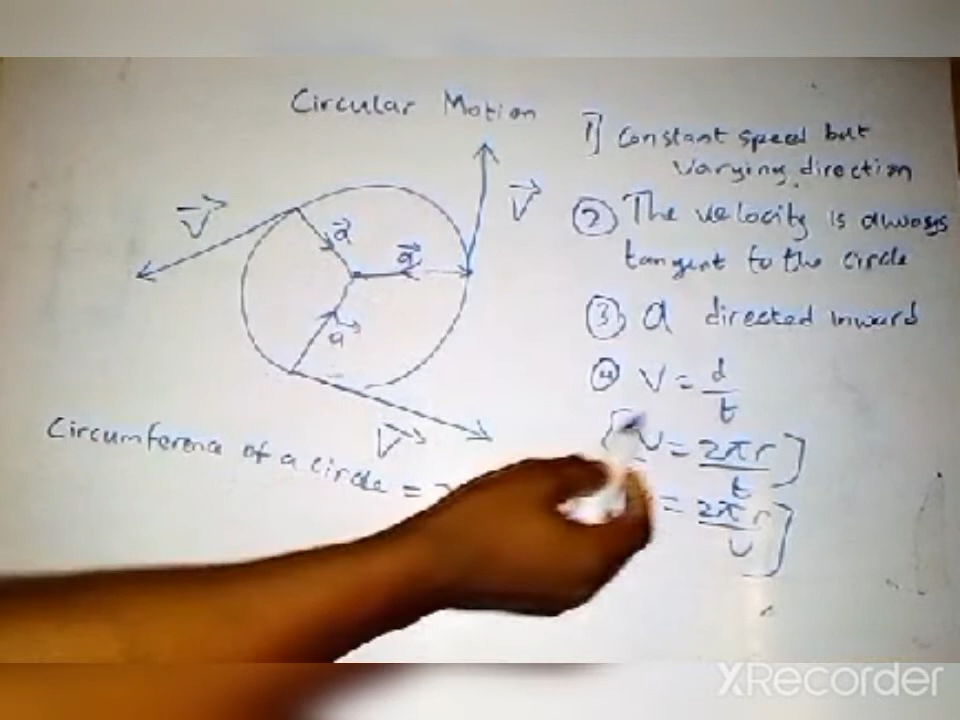 Circular Motion
1] Constant speed but
varying direction
② The velocity is always
tangent to the circle
③ a directed inward
④ V = d/t
[V = 2πr/t]
= 2πr/v]
V
V
a
a
a
V
Circumference of a circle =
XRecorder